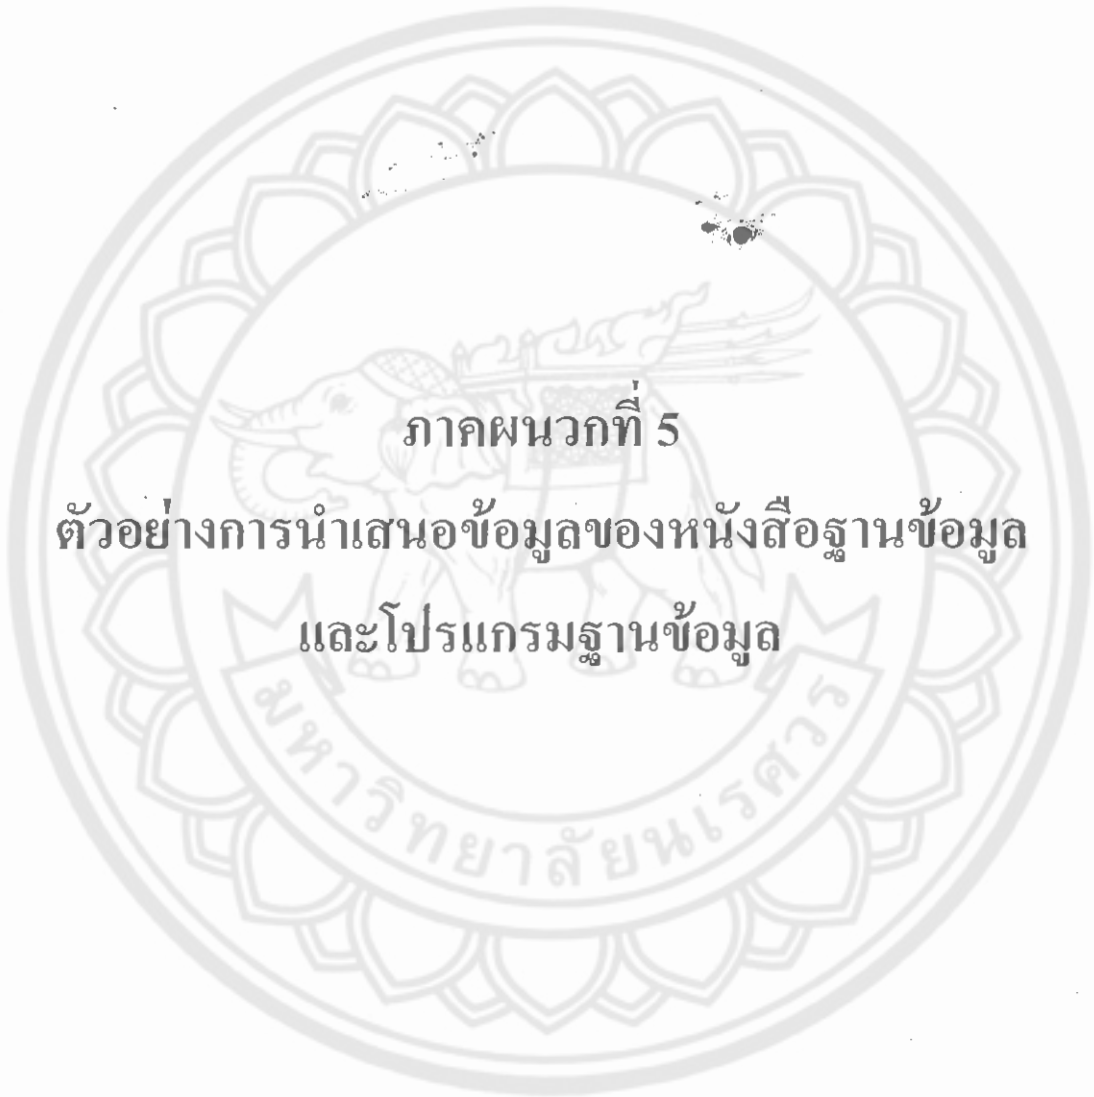 ภาคผนวกที่ 5
ตัวอย่างการนำเสนอข้อมูลของหนังสือฐานข้อมูล
และโปรแกรมฐานข้อมูล
มหาวิทยาลัยนเรศวร